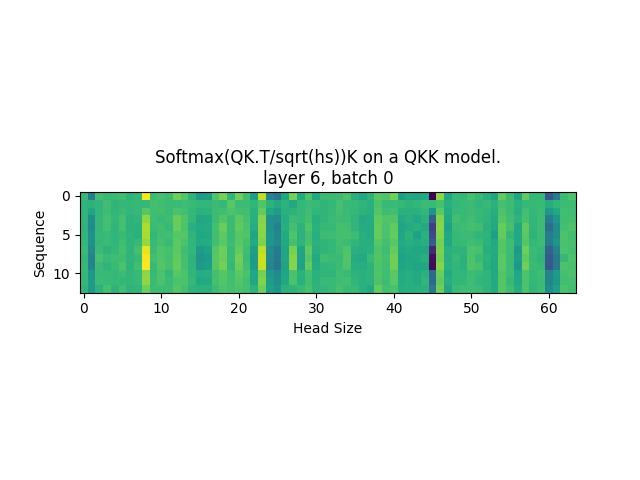 Softmax(QK.T/sqrt(hs))K on a QKK model.
layer 6, batch 0
0
5
10
Sequence
0 10 20 30 40 50 60
Head Size